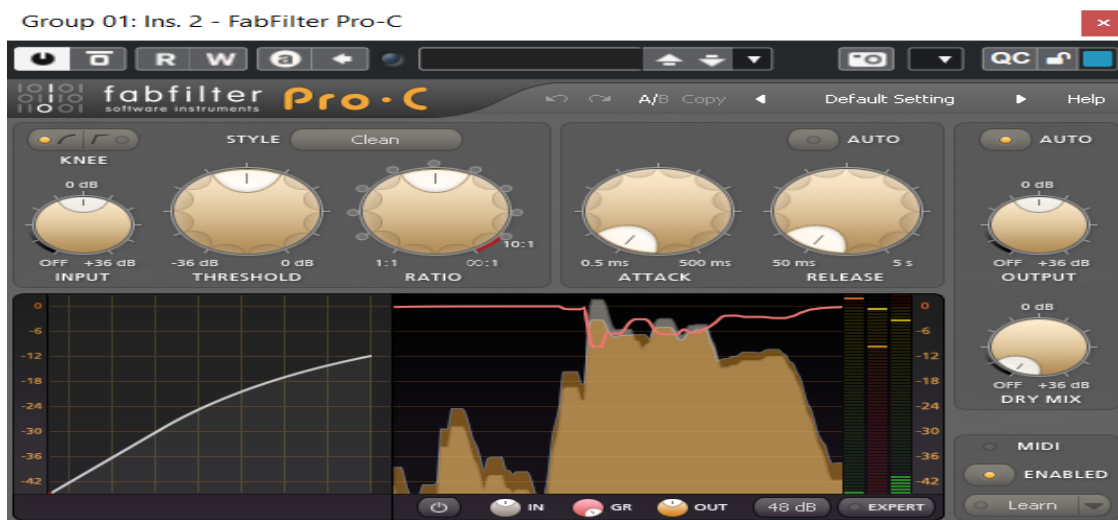 Group 01: Ins. 2 - FabFilter Pro-C
R W a QC
fabfilter Pro·C A/B Copy Default Setting Help
software instruments
KNEE STYLE Clean AUTO AUTO
0 dB 0 dB
10:1
OFF +36 dB -36 dB 0 dB 1:1 ∞:1 0.5 ms 500 ms 50 ms 5 s OFF +36 dB
INPUT THRESHOLD RATIO ATTACK RELEASE OUTPUT
0 0 0 dB
-6 -6
-12 -12
-18 -18
OFF +36 dB
DRY MIX
-24 -24
-30 -30
-36 -36 MIDI
-42 -42 ENABLED
IN GR OUT 48 dB EXPERT Learn